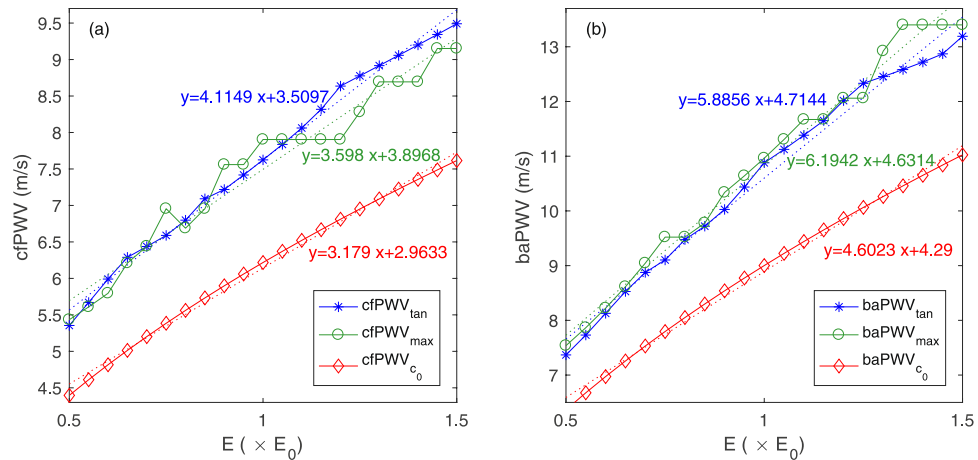 (a)
9.5
9
8.5
8
7.5
7
6.5
6
5.5
5
4.5
cfPWV (m/s)
y=4.1149 x+3.5097
y=3.598 x+3.8968
y=3.179 x+2.9633
cfPWV_tan
cfPWV_max
cfPWV_c_0
0.5 1 1.5
E ( × E_0)
(b)
13
12
11
10
9
8
7
baPWV (m/s)
y=5.8856 x+4.7144
y=6.1942 x+4.6314
y=4.6023 x+4.29
baPWV_tan
baPWV_max
baPWV_c_0
0.5 1 1.5
E ( × E_0)